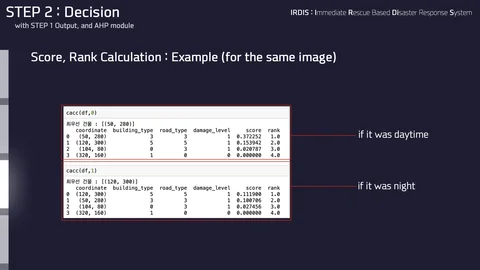 STEP 2 : Decision
with STEP 1 Output, and AHP module
IRDIS : Immediate Rescue Based Disaster Response System
Score, Rank Calculation : Example (for the same image)
cacc(df,0)
최우선 건물 : [(50, 280)]
coordinate building_type road_type damage_level score rank
0 (50, 280) 3 3 1 0.372252 1.0
1 (120, 300) 5 5 1 0.153942 2.0
2 (104, 80) 0 3 1 0.020787 3.0
3 (320, 160) 1 0 0 0.000000 4.0
if it was daytime
cacc(df,1)
최우선 건물 : [(120, 300)]
coordinate building_type road_type damage_level score rank
0 (120, 300) 5 5 1 0.111900 1.0
1 (50, 280) 3 3 1 0.100706 2.0
2 (104, 80) 0 3 1 0.027456 3.0
3 (320, 160) 1 0 0 0.000000 4.0
if it was night